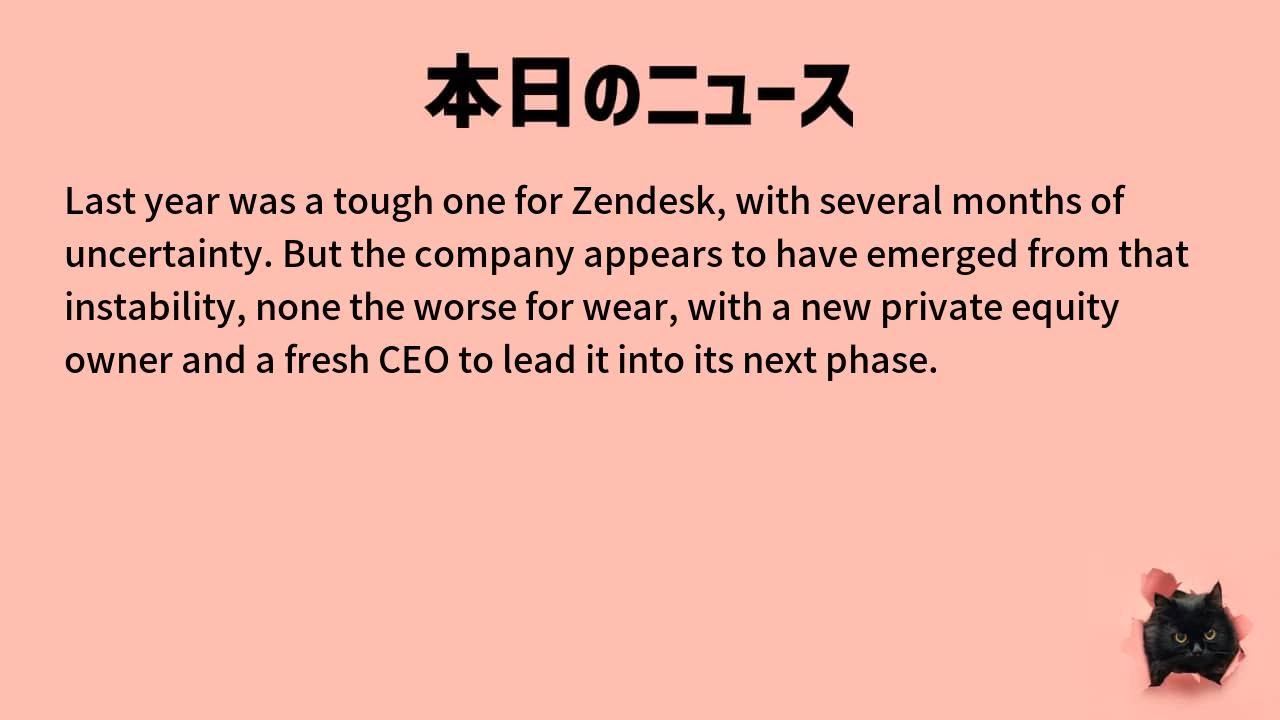 本日のニュース
Last year was a tough one for Zendesk, with several months of
uncertainty. But the company appears to have emerged from that
instability, none the worse for wear, with a new private equity
owner and a fresh CEO to lead it into its next phase.